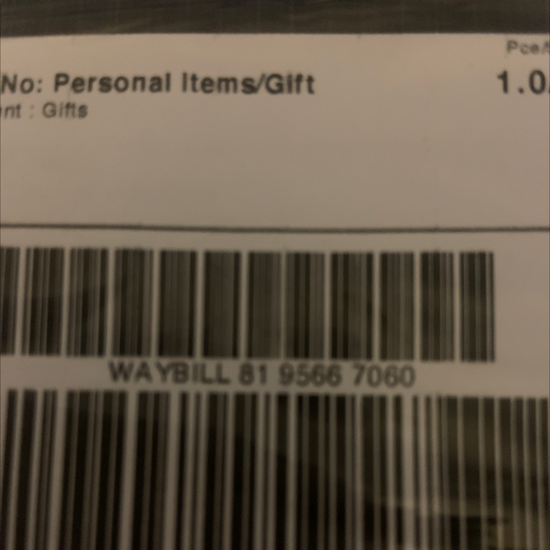 Pce/
No: Personal Items/Gift
1.0/
nt : Gifts
WAYBILL 81 9566 7060